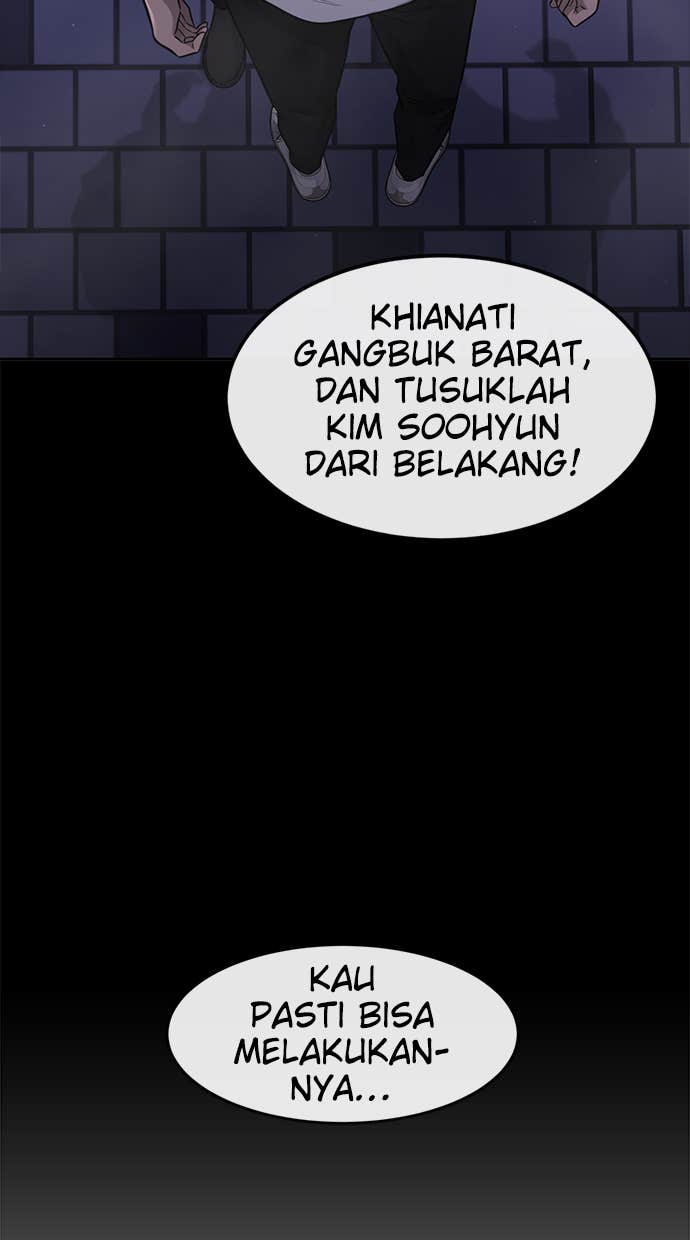 KHIANATI
GANGBUK BARAT,
DAN TUSUKLAH
KIM SOOHYUN
DARI BELAKANG!
KAU
PASTI BISA
MELAKUKAN-
NYA...